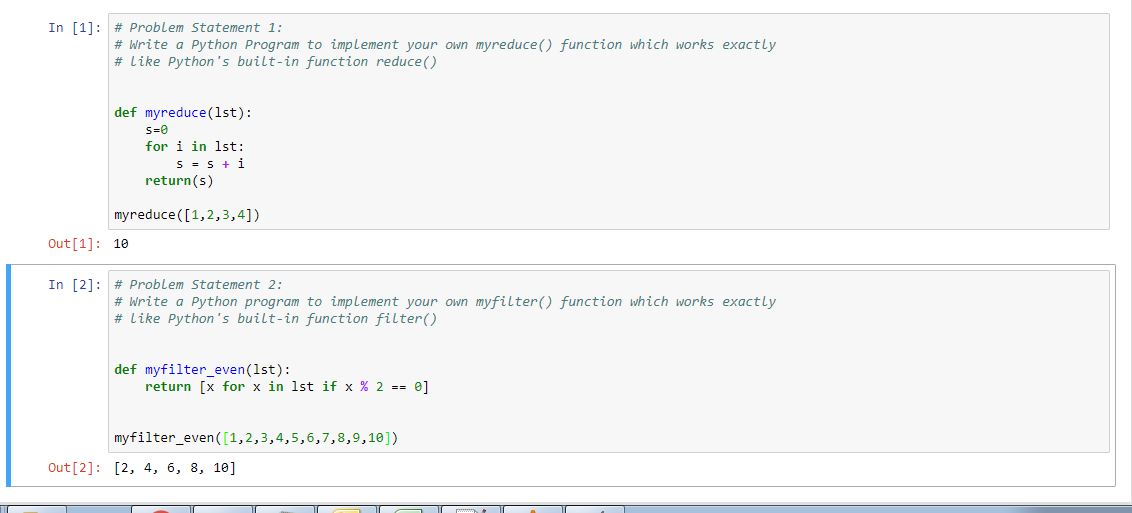 In [1]: # Problem Statement 1:
# Write a Python Program to implement your own myreduce() function which works exactly
# like Python's built-in function reduce()
def myreduce(lst):
    s=0
    for i in lst:
        s = s + i
    return(s)
myreduce([1,2,3,4])
Out[1]: 10
In [2]: # Problem Statement 2:
# Write a Python program to implement your own myfilter() function which works exactly
# like Python's built-in function filter()
def myfilter_even(lst):
    return [x for x in lst if x % 2 == 0]
myfilter_even([1,2,3,4,5,6,7,8,9,10])
Out[2]: [2, 4, 6, 8, 10]